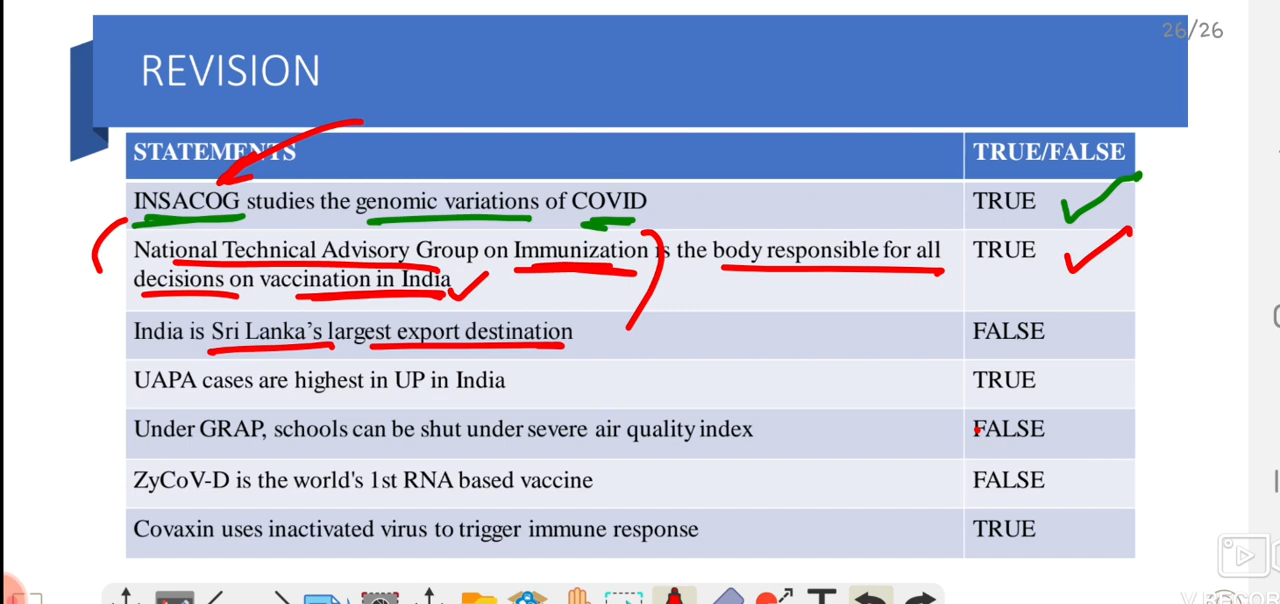 26/26
REVISION
STATEMENTS TRUE/FALSE
INSACOG studies the genomic variations of COVID TRUE
National Technical Advisory Group on Immunization is the body responsible for all TRUE
decisions on vaccination in India
India is Sri Lanka's largest export destination FALSE
UAPA cases are highest in UP in India TRUE
Under GRAP, schools can be shut under severe air quality index FALSE
ZyCoV-D is the world's 1st RNA based vaccine FALSE
Covaxin uses inactivated virus to trigger immune response TRUE